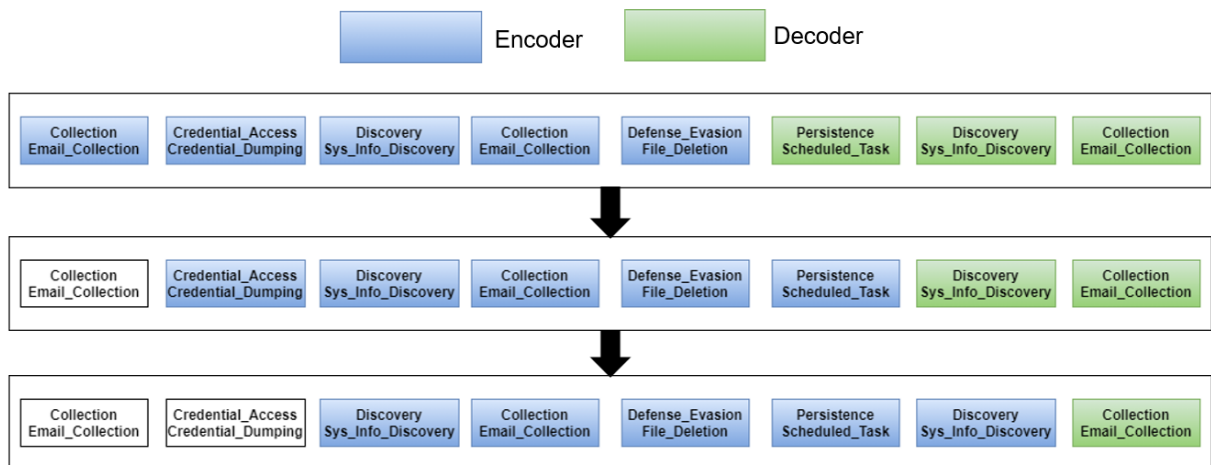 Encoder
Decoder
Collection
Email_Collection
Credential_Access
Credential_Dumping
Discovery
Sys_Info_Discovery
Collection
Email_Collection
Defense_Evasion
File_Deletion
Persistence
Scheduled_Task
Discovery
Sys_Info_Discovery
Collection
Email_Collection
Collection
Email_Collection
Credential_Access
Credential_Dumping
Discovery
Sys_Info_Discovery
Collection
Email_Collection
Defense_Evasion
File_Deletion
Persistence
Scheduled_Task
Discovery
Sys_Info_Discovery
Collection
Email_Collection
Collection
Email_Collection
Credential_Access
Credential_Dumping
Discovery
Sys_Info_Discovery
Collection
Email_Collection
Defense_Evasion
File_Deletion
Persistence
Scheduled_Task
Discovery
Sys_Info_Discovery
Collection
Email_Collection